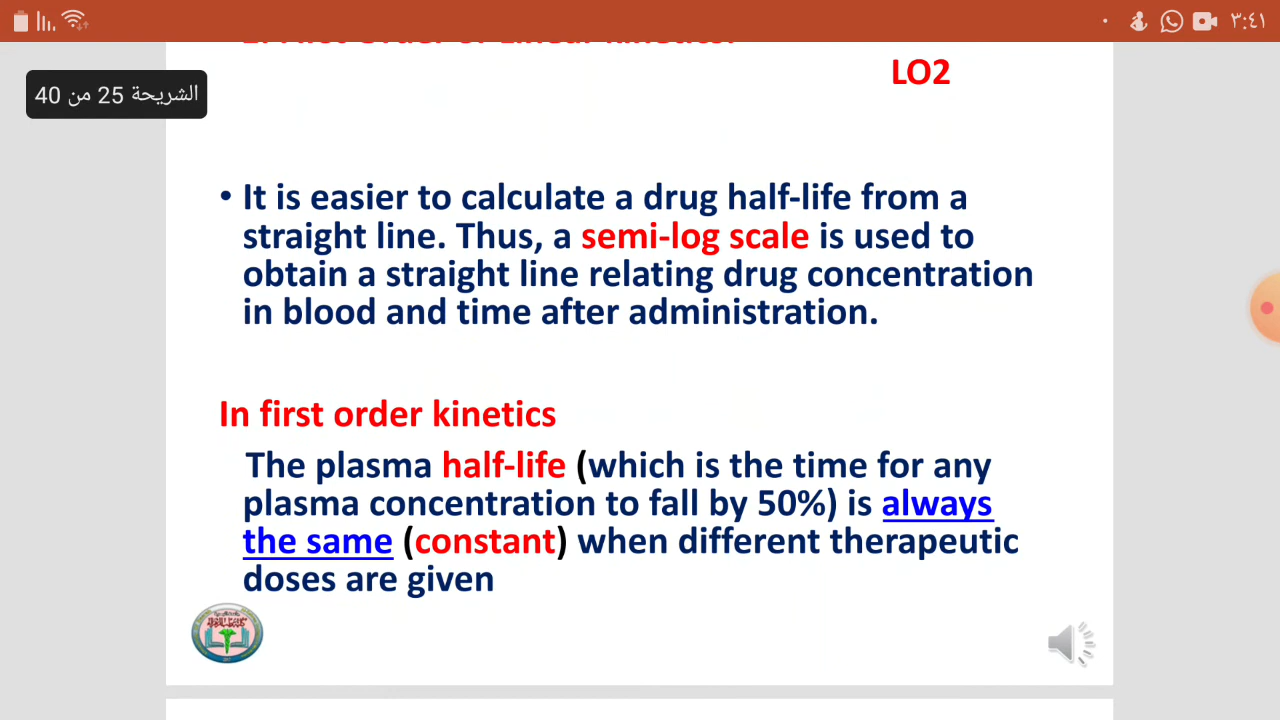 ٣:٤١
الشريحة 25 من 40
LO2
• It is easier to calculate a drug half-life from a
straight line. Thus, a semi-log scale is used to
obtain a straight line relating drug concentration
in blood and time after administration.
In first order kinetics
The plasma half-life (which is the time for any
plasma concentration to fall by 50%) is always
the same (constant) when different therapeutic
doses are given